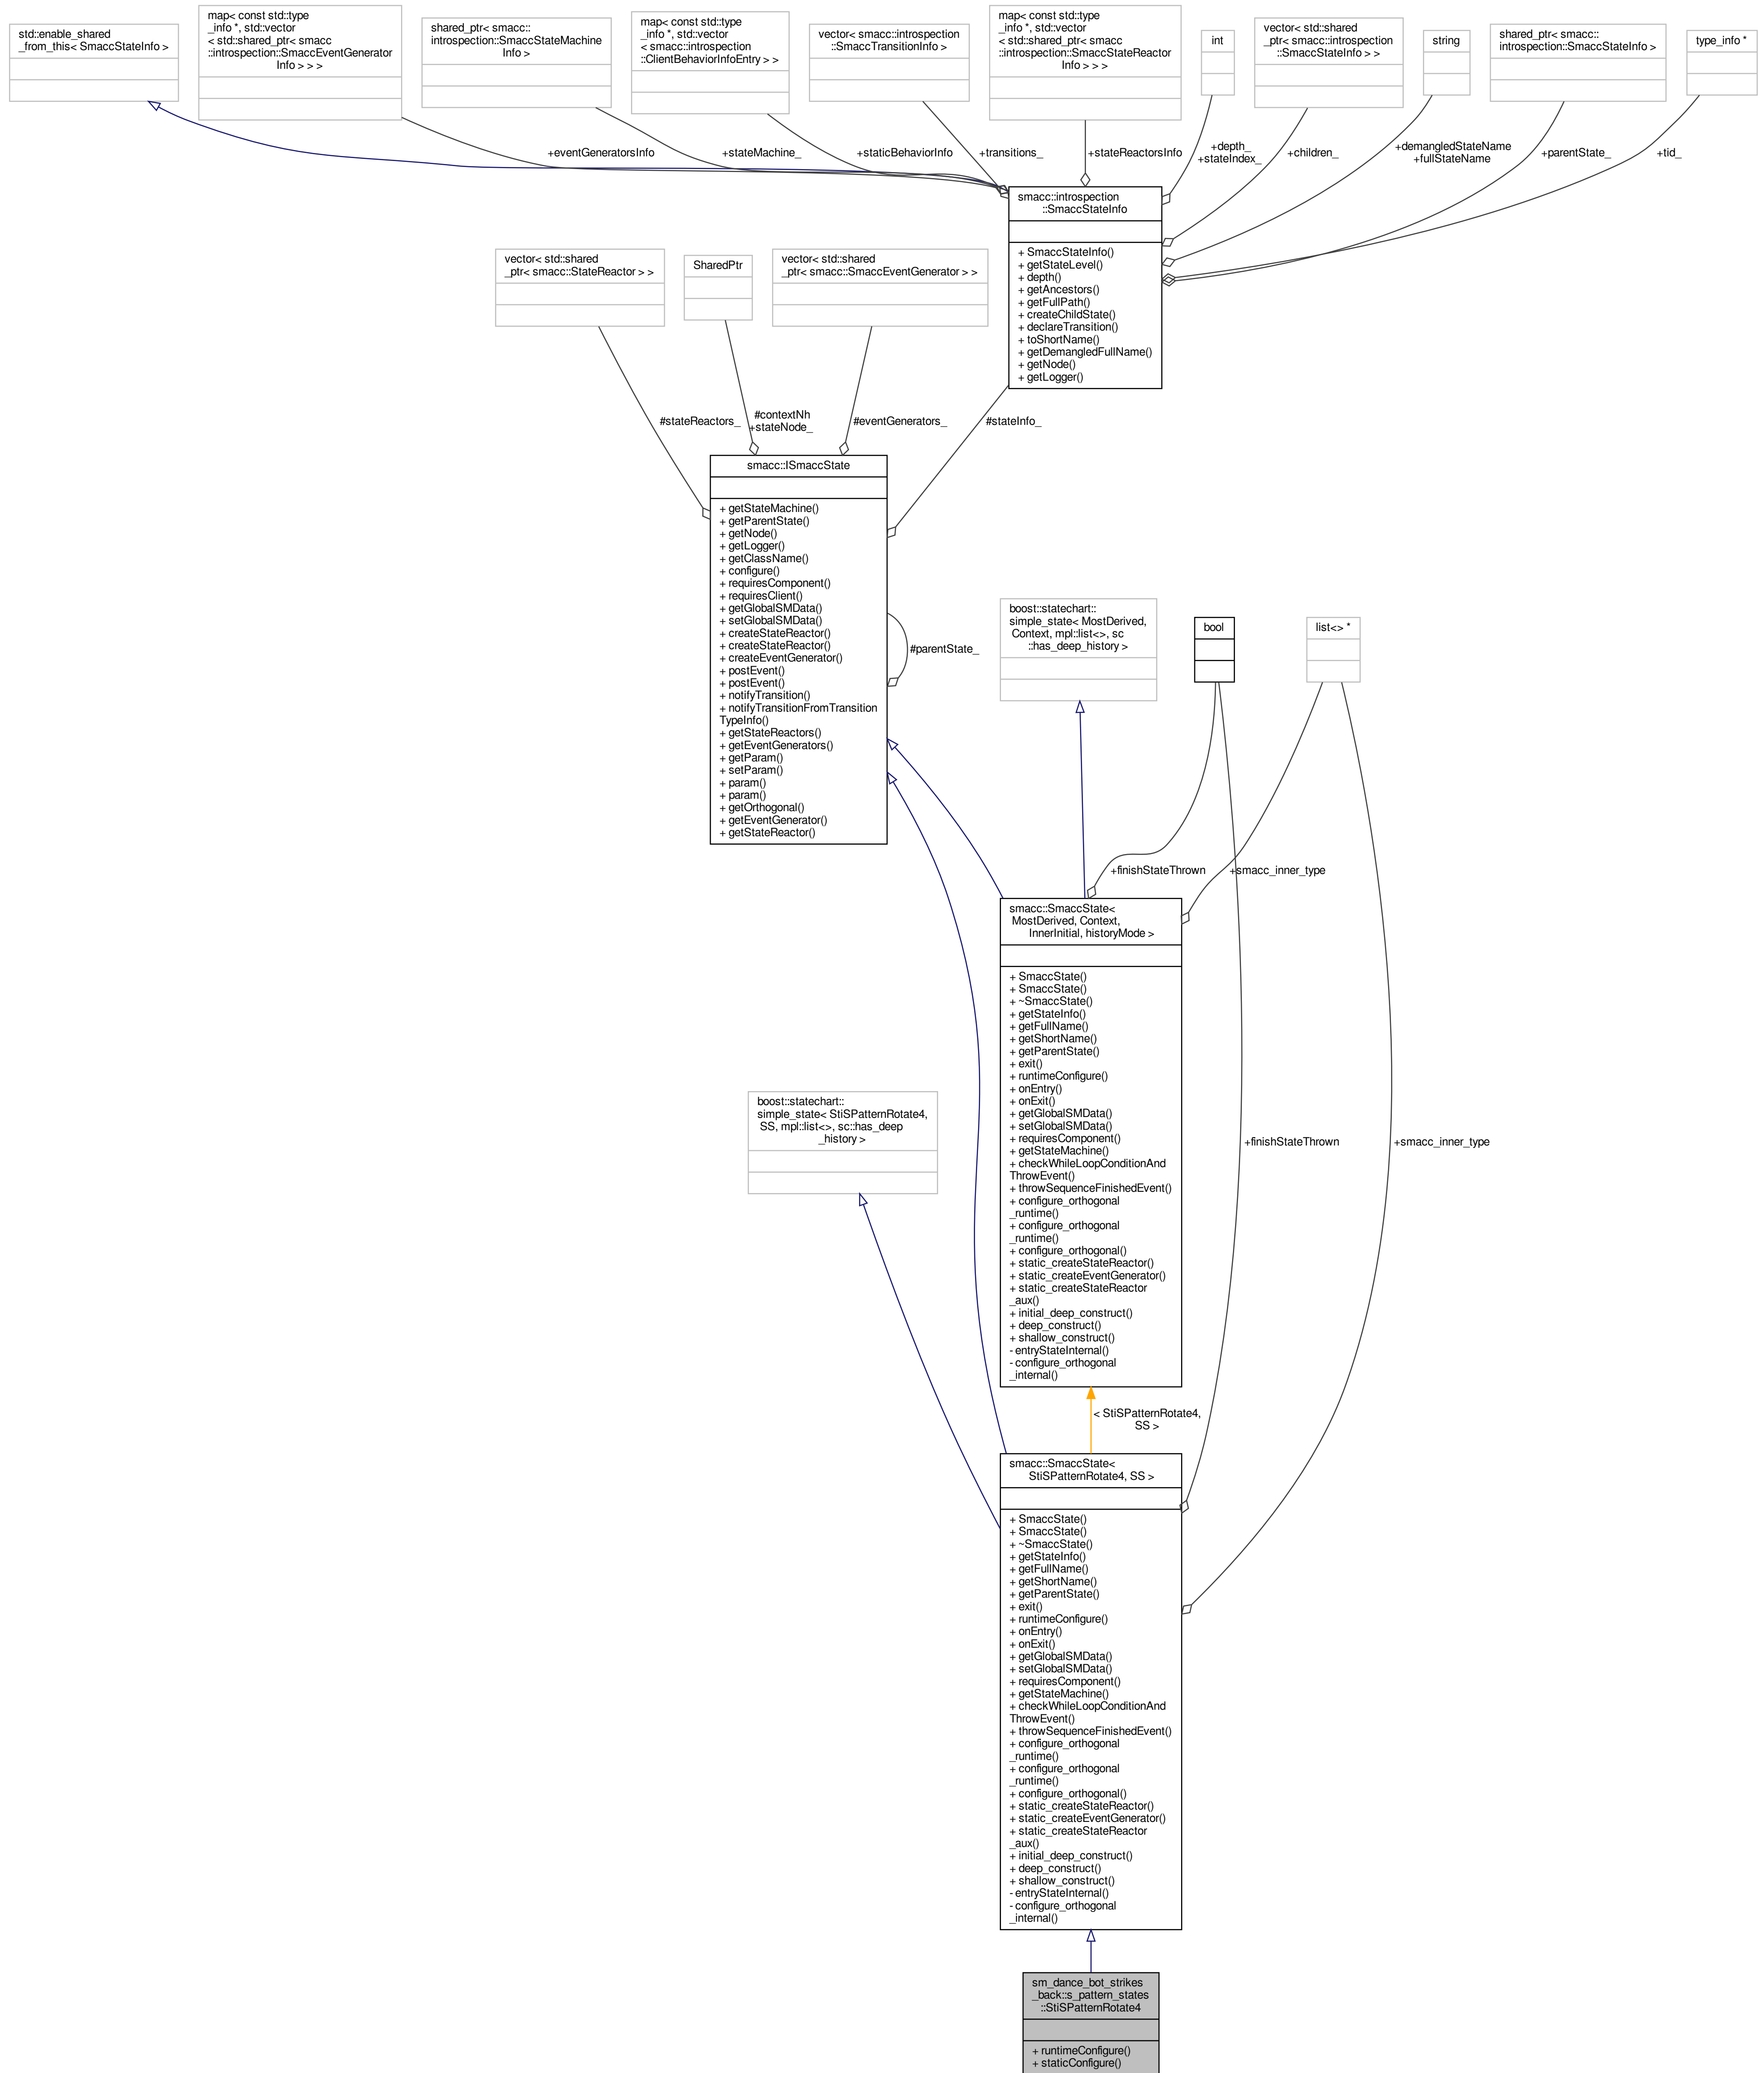 std::enable_shared
_from_this< SmaccStateInfo >
map< const std::type
_info *, std::vector
< std::shared_ptr< smacc
::introspection::SmaccEventGenerator
Info > > >
shared_ptr< smacc::
introspection::SmaccStateMachine
Info >
map< const std::type
_info *, std::vector
< smacc::introspection
::ClientBehaviorInfoEntry > >
vector< smacc::introspection
::SmaccTransitionInfo >
map< const std::type
_info *, std::vector
< std::shared_ptr< smacc
::introspection::SmaccStateReactor
Info > > >
int
vector< std::shared
_ptr< smacc::introspection
::SmaccStateInfo > >
string
shared_ptr< smacc::
introspection::SmaccStateInfo >
type_info *
+eventGeneratorsInfo
+stateMachine_
+staticBehaviorInfo
+transitions_
+stateReactorsInfo
+depth_
+stateIndex_
+children_
+demangledStateName
+fullStateName
+parentState_
+tid_
smacc::introspection
::SmaccStateInfo
+ SmaccStateInfo()
+ getStateLevel()
+ depth()
+ getAncestors()
+ getFullPath()
+ createChildState()
+ declareTransition()
+ toShortName()
+ getDemangledFullName()
+ getNode()
+ getLogger()
vector< std::shared
_ptr< smacc::StateReactor > >
SharedPtr
vector< std::shared
_ptr< smacc::SmaccEventGenerator > >
#stateReactors_
#contextNh
+stateNode_
#eventGenerators_
#stateInfo_
smacc::ISmaccState
+ getStateMachine()
+ getParentState()
+ getNode()
+ getLogger()
+ getClassName()
+ configure()
+ requiresComponent()
+ requiresClient()
+ getGlobalSMData()
+ setGlobalSMData()
+ createStateReactor()
+ createStateReactor()
+ createEventGenerator()
+ postEvent()
+ postEvent()
+ notifyTransition()
+ notifyTransitionFromTransition
TypeInfo()
+ getStateReactors()
+ getEventGenerators()
+ getParam()
+ setParam()
+ param()
+ param()
+ getOrthogonal()
+ getEventGenerator()
+ getStateReactor()
#parentState_
boost::statechart::
simple_state< MostDerived,
Context, mpl::list<>, sc
::has_deep_history >
bool
list<> *
+finishStateThrown
+smacc_inner_type
smacc::SmaccState<
MostDerived, Context,
InnerInitial, historyMode >
+ SmaccState()
+ SmaccState()
+ ~SmaccState()
+ getStateInfo()
+ getFullName()
+ getShortName()
+ getParentState()
+ exit()
+ runtimeConfigure()
+ onEntry()
+ onExit()
+ getGlobalSMData()
+ setGlobalSMData()
+ requiresComponent()
+ getStateMachine()
+ checkWhileLoopConditionAnd
ThrowEvent()
+ throwSequenceFinishedEvent()
+ configure_orthogonal
_runtime()
+ configure_orthogonal
_runtime()
+ configure_orthogonal()
+ static_createStateReactor()
+ static_createEventGenerator()
+ static_createStateReactor
_aux()
+ initial_deep_construct()
+ deep_construct()
+ shallow_construct()
- entryStateInternal()
- configure_orthogonal
_internal()
boost::statechart::
simple_state< StiSPatternRotate4,
SS, mpl::list<>, sc::has_deep
_history >
+finishStateThrown
+smacc_inner_type
< StiSPatternRotate4,
SS >
smacc::SmaccState<
StiSPatternRotate4, SS >
+ SmaccState()
+ SmaccState()
+ ~SmaccState()
+ getStateInfo()
+ getFullName()
+ getShortName()
+ getParentState()
+ exit()
+ runtimeConfigure()
+ onEntry()
+ onExit()
+ getGlobalSMData()
+ setGlobalSMData()
+ requiresComponent()
+ getStateMachine()
+ checkWhileLoopConditionAnd
ThrowEvent()
+ throwSequenceFinishedEvent()
+ configure_orthogonal
_runtime()
+ configure_orthogonal
_runtime()
+ configure_orthogonal()
+ static_createStateReactor()
+ static_createEventGenerator()
+ static_createStateReactor
_aux()
+ initial_deep_construct()
+ deep_construct()
+ shallow_construct()
- entryStateInternal()
- configure_orthogonal
_internal()
sm_dance_bot_strikes
_back::s_pattern_states
::StiSPatternRotate4
+ runtimeConfigure()
+ staticConfigure()